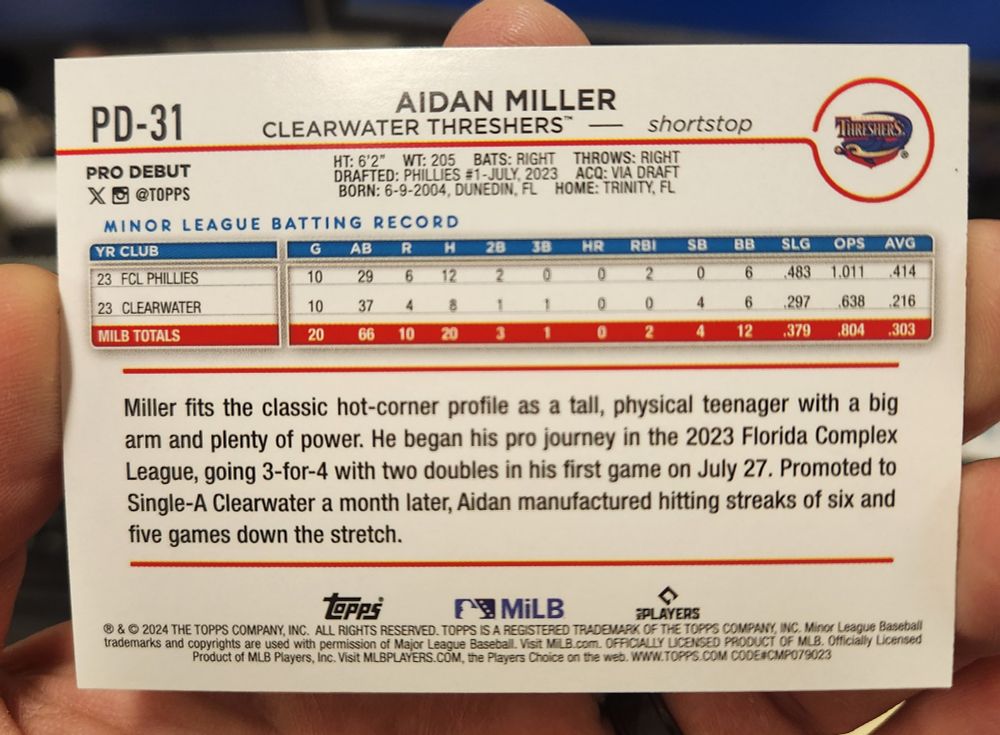 PD-31
AiDAN MILLER
CLEARWATER THRESHERS™ — shortstop
THRESHERS ®
PRO DEBUT
@TOPPS
HT: 6'2" WT: 205 BATS: RIGHT THROWS: RIGHT
DRAFTED: PHILLIES #1-JULY, 2023 ACQ: VIA DRAFT
BORN: 6-9-2004, DUNEDIN, FL HOME: TRINITY, FL
MINOR LEAGUE BATTING RECORD
YR CLUB G AB R H 2B 3B HR RBI SB BB SLG OPS AVG
23 FCL PHILLIES 10 29 6 12 2 0 0 2 0 6 .483 1.011 .414
23 CLEARWATER 10 37 4 8 1 1 0 0 4 6 .297 .638 .216
MILB TOTALS 20 66 10 20 3 1 0 2 4 12 .379 .804 .303
Miller fits the classic hot-corner profile as a tall, physical teenager with a big
arm and plenty of power. He began his pro journey in the 2023 Florida Complex
League, going 3-for-4 with two doubles in his first game on July 27. Promoted to
Single-A Clearwater a month later, Aidan manufactured hitting streaks of six and
five games down the stretch.
Topps MiLB PLAYERS
® & © 2024 THE TOPPS COMPANY, INC. ALL RIGHTS RESERVED. TOPPS IS A REGISTERED TRADEMARK OF THE TOPPS COMPANY, INC. Minor League Baseball
trademarks and copyrights are used with permission of Major League Baseball. Visit MiLB.com. OFFICIALLY LICENSED PRODUCT OF MLB. Officially Licensed
Product of MLB Players, Inc. Visit MLBPLAYERS.COM, the Players Choice on the web. WWW.TOPPS.COM CODE#CMP079023